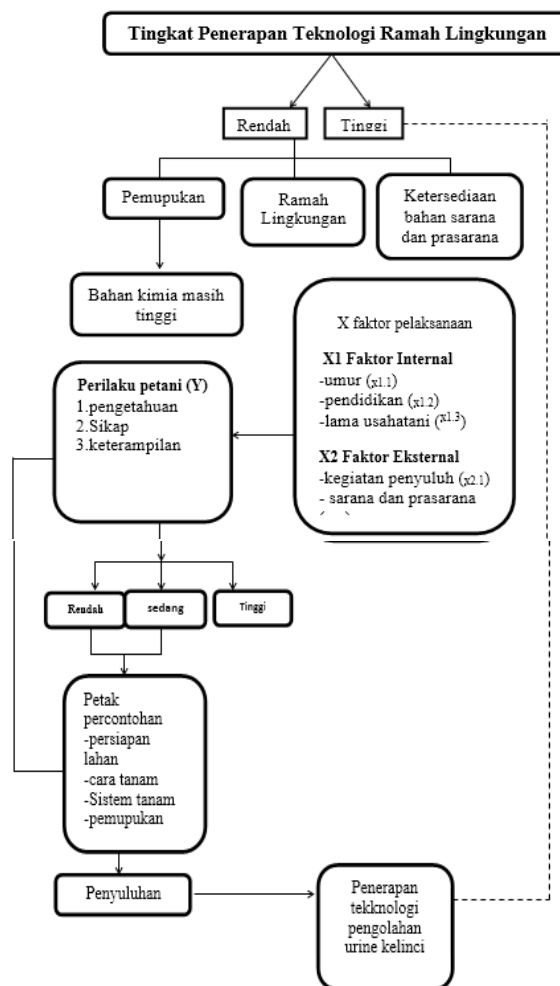 Tingkat Penerapan Teknologi Ramah Lingkungan
Rendah
Tinggi
Pemupukan
Ramah
Lingkungan
Ketersediaan
bahan sarana
dan prasarana
Bahan kimia masih
tinggi
X faktor pelaksanaan
X1 Faktor Internal
-umur (x1.1)
-pendidikan (x1.2)
-lama usahatani (x1.3)
X2 Faktor Eksternal
-kegiatan penyuluh (x2.1)
- sarana dan prasarana
Perilaku petani (Y)
1.pengetahuan
2.Sikap
3.keterampilan
Rendah
sedang
Tinggi
Petak
percontohan
-persiapan
lahan
-cara tanam
-Sistem tanam
-pemupukan
Penyuluhan
Penerapan
tekknologi
pengolahan
urine kelinci